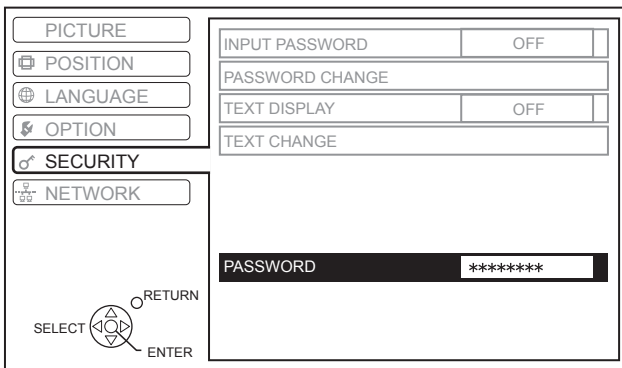 PICTURE
POSITION
LANGUAGE
OPTION
SECURITY
NETWORK
INPUT PASSWORD OFF
PASSWORD CHANGE
TEXT DISPLAY OFF
TEXT CHANGE
PASSWORD ********
RETURN
SELECT
ENTER